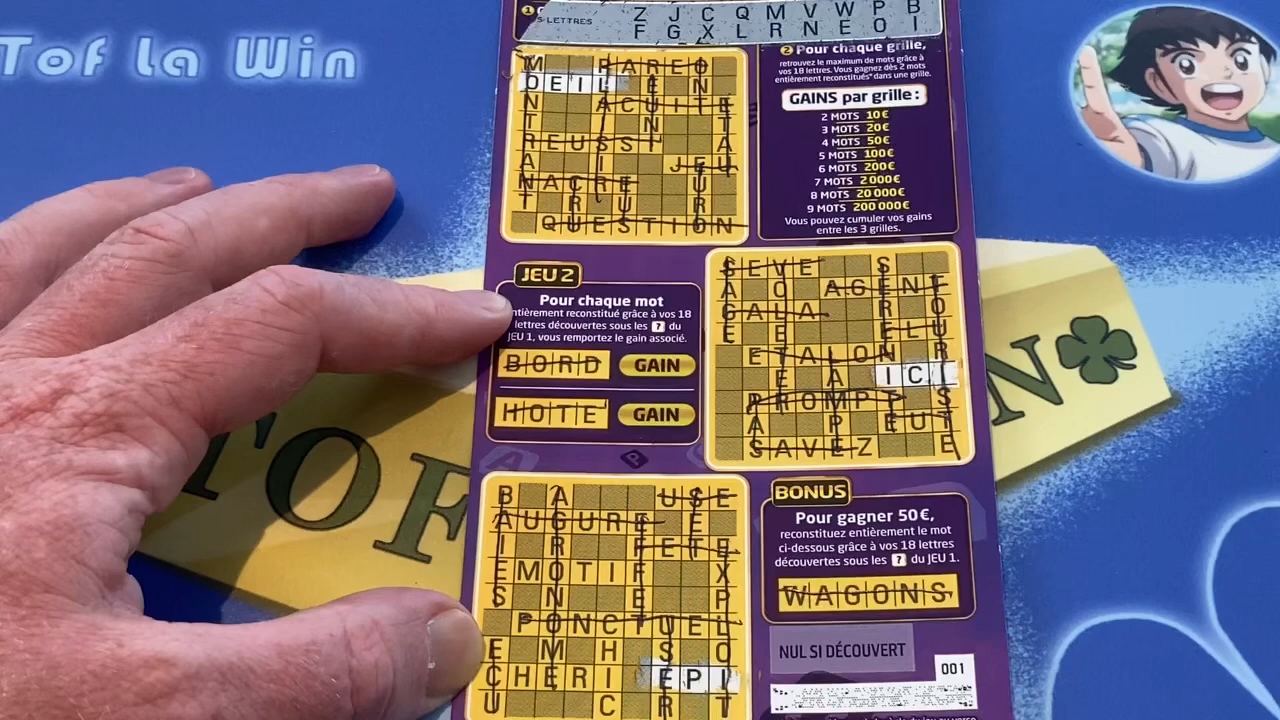 Tof La Win
1
S LETTRES
Z J C Q M V W P B
F G X L R N E O I
2 Pour chaque grille,
retrouvez le maximum de mots grâce à
vos 18 lettres. Vous gagnez dès 2 mots
entièrement reconstitués* dans une grille.
GAINS par grille :
2 MOTS 10€
3 MOTS 20€
4 MOTS 50€
5 MOTS 100€
6 MOTS 200€
7 MOTS 2 000€
8 MOTS 20 000€
9 MOTS 200 000€
Vous pouvez cumuler vos gains
entre les 3 grilles.
PAREO
OEIL
ACUITE
REUSSI
JEU
NACRE
QUESTION
JEU 2
Pour chaque mot
entièrement reconstitué grâce à vos 18
lettres découvertes sous les ? du
JEU 1, vous remportez le gain associé.
BORD GAIN
HOTE GAIN
SEVE
AGENT
GALA
ELU
ETALON
ICI
PROMPT
EUT
SAVEZ
USE
AUGURE
FETE
EMOTIF
PONCTUEL
CHERI
EPI
BONUS
Pour gagner 50€,
reconstituez entièrement le mot
ci-dessous grâce à vos 18 lettres
découvertes sous les ? du JEU 1.
WAGONS
NUL SI DÉCOUVERT
001
TOF
N